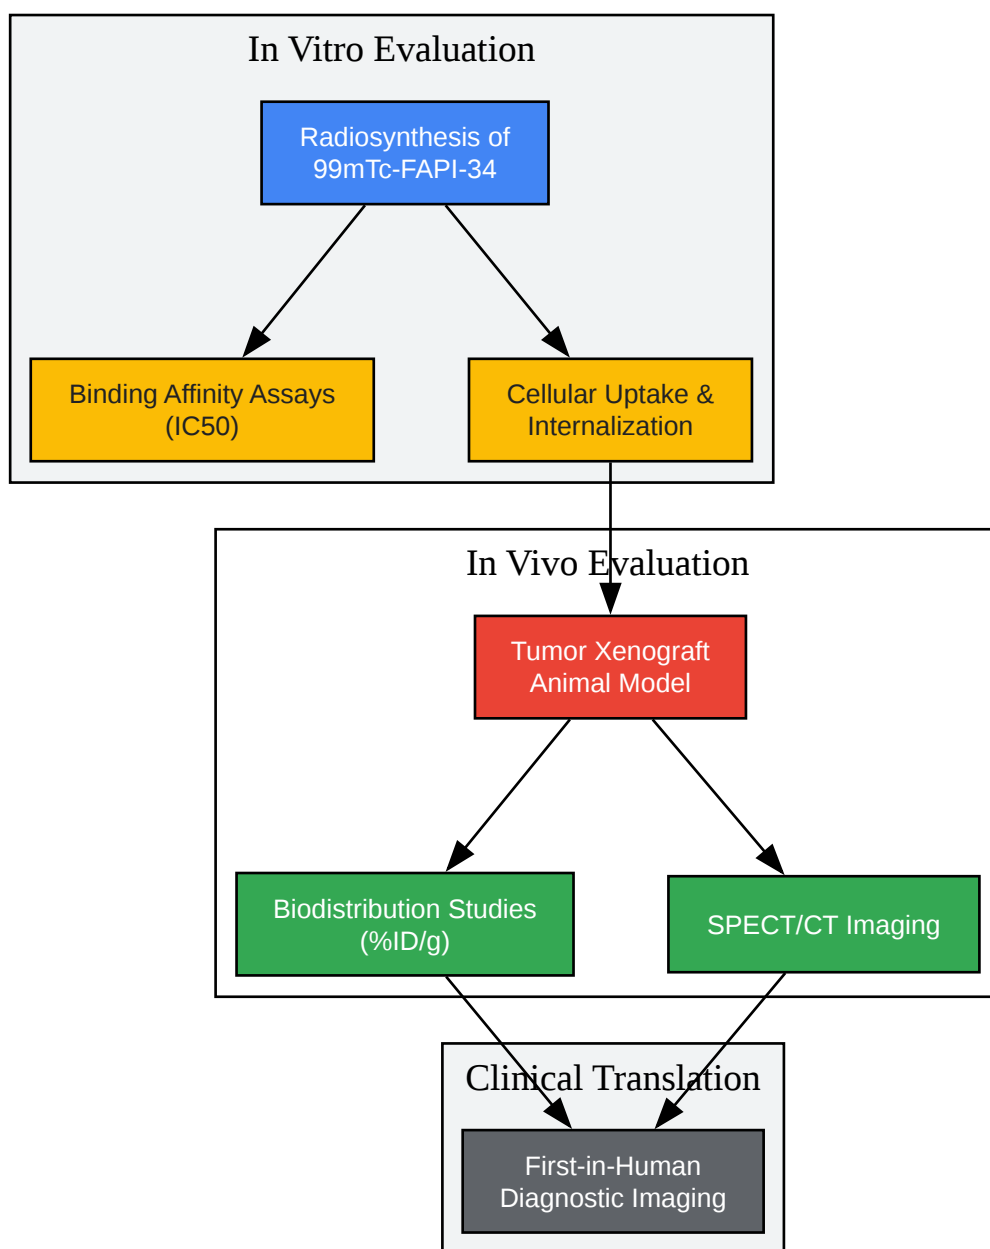 In Vitro Evaluation
Radiosynthesis of
99mTc-FAPI-34
Binding Affinity Assays
(IC50)
Cellular Uptake &
Internalization
In Vivo Evaluation
Tumor Xenograft
Animal Model
Biodistribution Studies
(%ID/g)
SPECT/CT Imaging
Clinical Translation
First-in-Human
Diagnostic Imaging